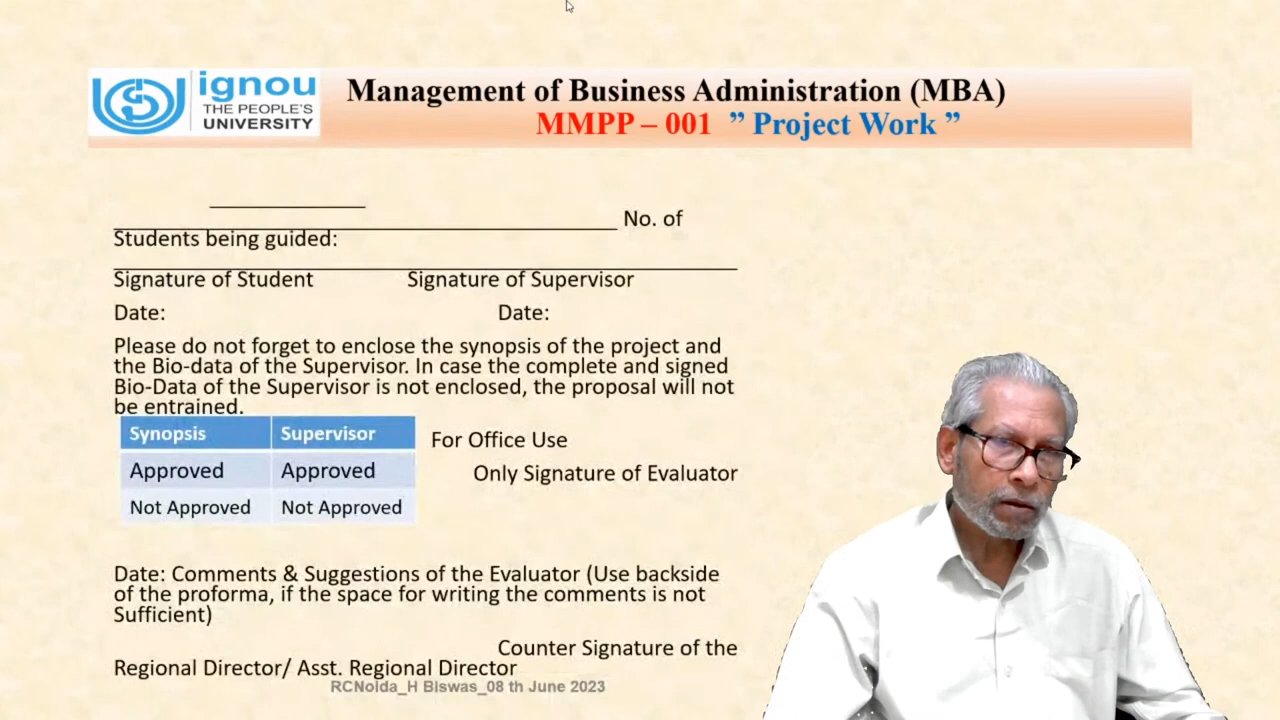 ignou
THE PEOPLE'S
UNIVERSITY
Management of Business Administration (MBA)
MMPP – 001 ” Project Work ”
No. of
Students being guided:
Signature of Student Signature of Supervisor
Date: Date:
Please do not forget to enclose the synopsis of the project and
the Bio-data of the Supervisor. In case the complete and signed
Bio-Data of the Supervisor is not enclosed, the proposal will not
be entrained.
Synopsis Supervisor
Approved Approved
Not Approved Not Approved
For Office Use
Only Signature of Evaluator
Date: Comments & Suggestions of the Evaluator (Use backside
of the proforma, if the space for writing the comments is not
Sufficient)
Counter Signature of the
Regional Director/ Asst. Regional Director
RCNoida_H Biswas_08 th June 2023